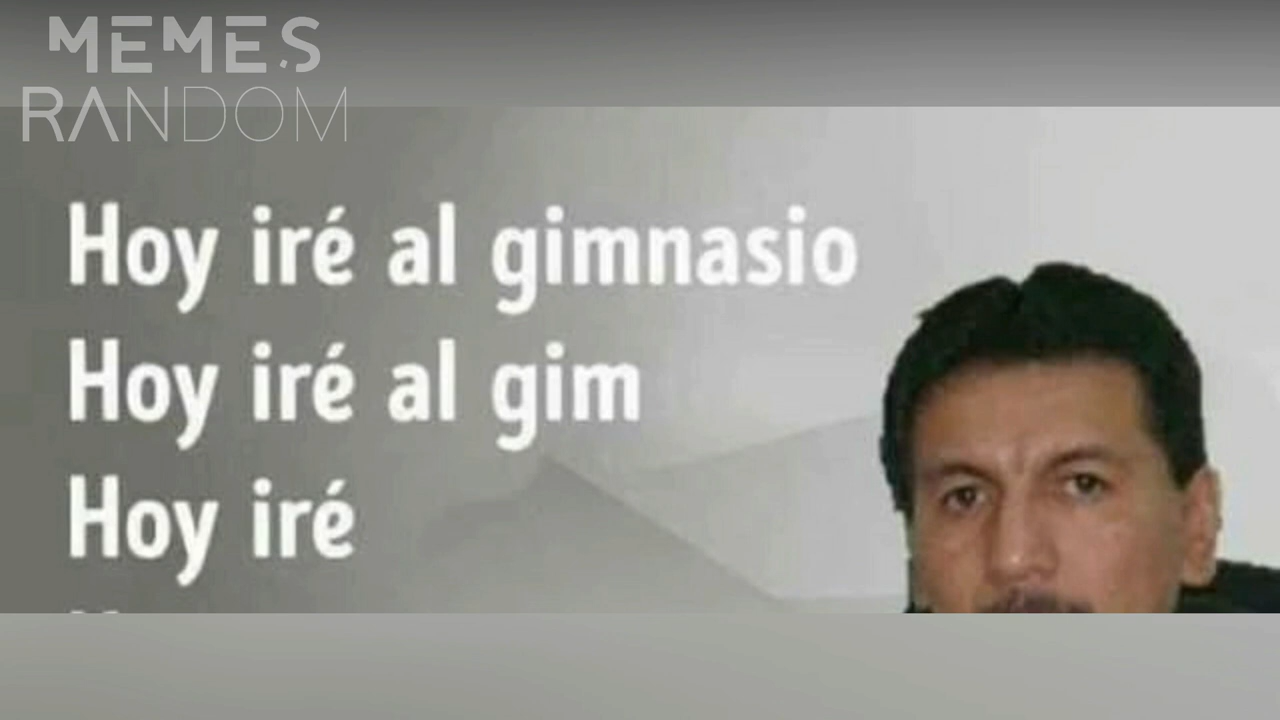 MEMES
RANDOM
Hoy iré al gimnasio
Hoy iré al gim
Hoy iré